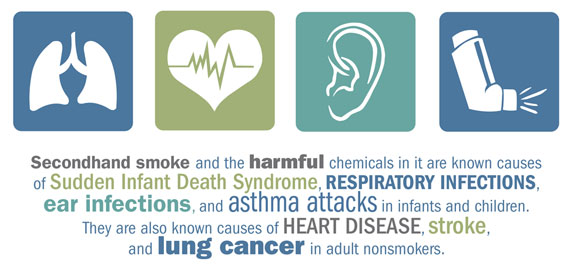 Secondhand smoke and the harmful chemicals in it are known causes
of Sudden Infant Death Syndrome, RESPIRATORY INFECTIONS,
ear infections, and asthma attacks in infants and children.
They are also known causes of HEART DISEASE, stroke,
and lung cancer in adult nonsmokers.